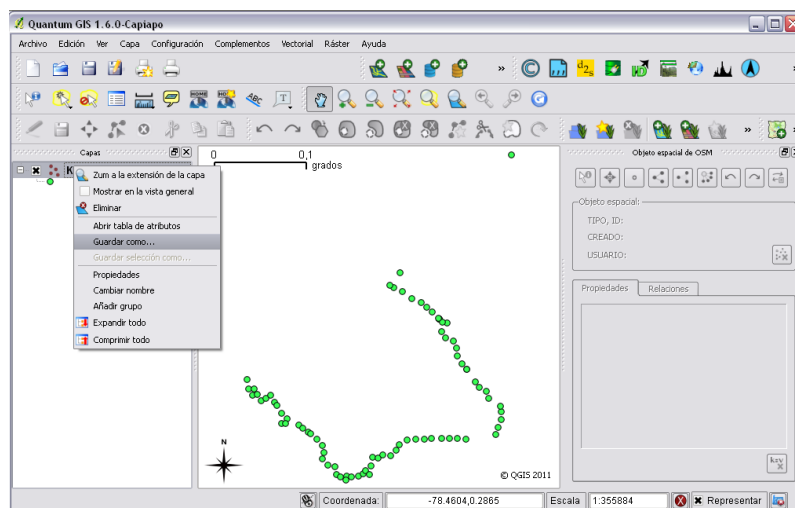 Quantum GIS 1.6.0-Capiapo
Archivo Edición Ver Capa Configuración Complementos Vectorial Ráster Ayuda
Capas
K
Zum a la extensión de la capa
Mostrar en la vista general
Eliminar
Abrir tabla de atributos
Guardar como...
Guardar selección como...
Propiedades
Cambiar nombre
Añadir grupo
Expandir todo
Comprimir todo
0 0,1
grados
N
© QGIS 2011
Objeto espacial de OSM
Objeto espacial:
TIPO, ID:
CREADO:
USUARIO:
Propiedades Relaciones
Coordenada: -78.4604,0.2865 Escala 1:355884 Representar